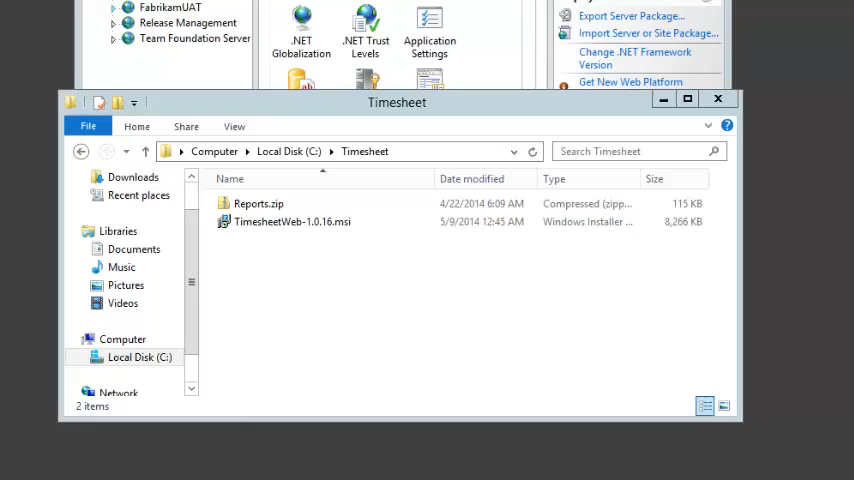 FabrikamUAT
Release Management
Team Foundation Server
.NET
Globalization
.NET Trust
Levels
Application
Settings
Export Server Package...
Import Server or Site Package...
Change .NET Framework
Version
Get New Web Platform
Timesheet
File
Home
Share
View
Computer
Local Disk (C:)
Timesheet
Search Timesheet
Downloads
Recent places
Libraries
Documents
Music
Pictures
Videos
Computer
Local Disk (C:)
Network
Name
Date modified
Type
Size
Reports.zip
4/22/2014 6:09 AM
Compressed (zipp...
115 KB
TimesheetWeb-1.0.16.msi
5/9/2014 12:45 AM
Windows Installer ...
8,266 KB
2 items